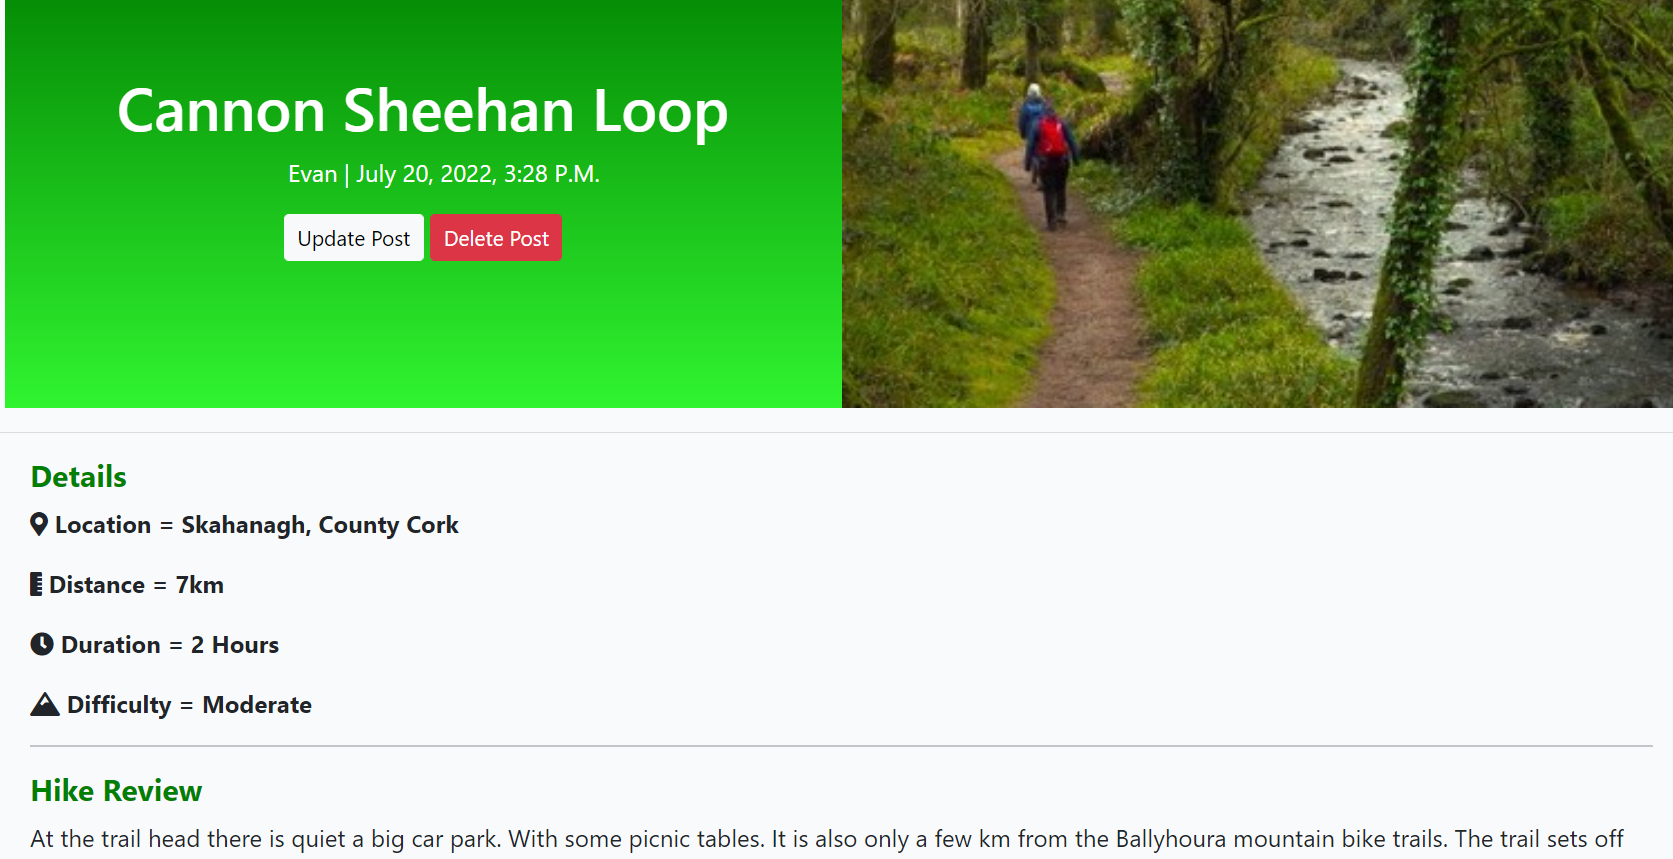 Cannon Sheehan Loop
Evan | July 20, 2022, 3:28 P.M.
Update Post Delete Post
Details
Location = Skahanagh, County Cork
Distance = 7km
Duration = 2 Hours
Difficulty = Moderate
Hike Review
At the trail head there is quiet a big car park. With some picnic tables. It is also only a few km from the Ballyhoura mountain bike trails. The trail sets off